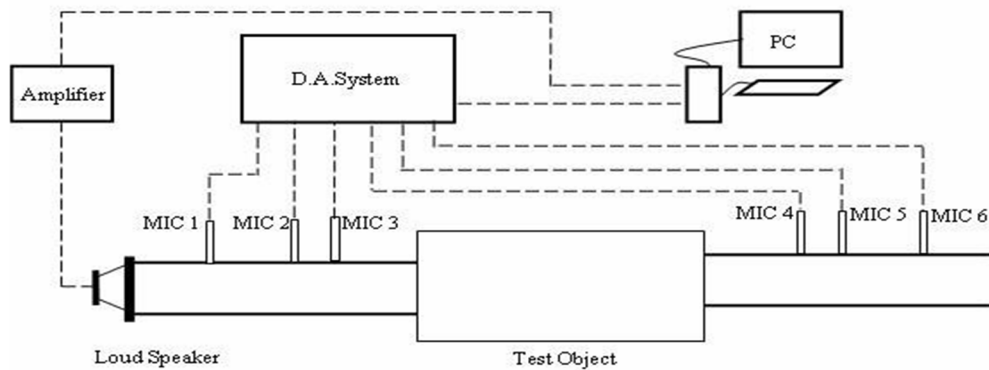 PC
D.A.System
Amplifier
MIC 1
MIC 2
MIC 3
MIC 4
MIC 5
MIC 6
Loud Speaker
Test Object